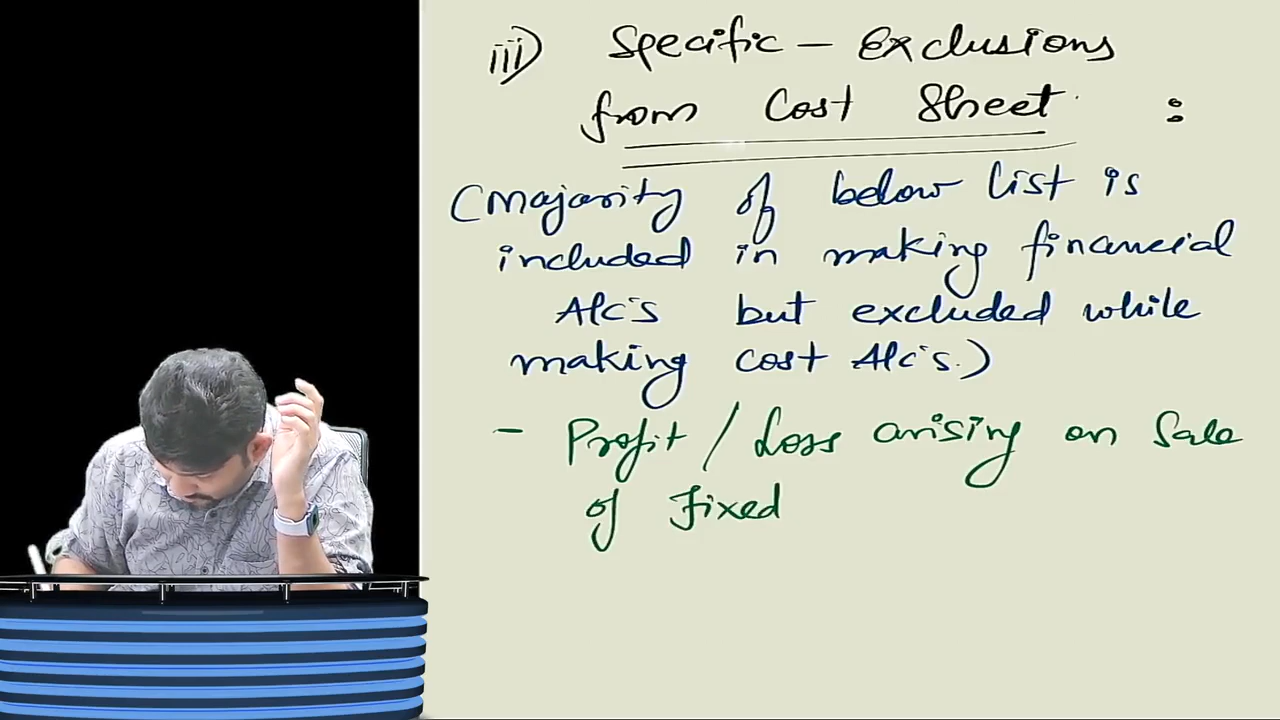 iii) Specific - Exclusions
from Cost Sheet :
(Majority of below list is
included in making financial
A/c's but excluded while
making cost A/c's.)
- Profit / Loss arising on Sale
of Fixed